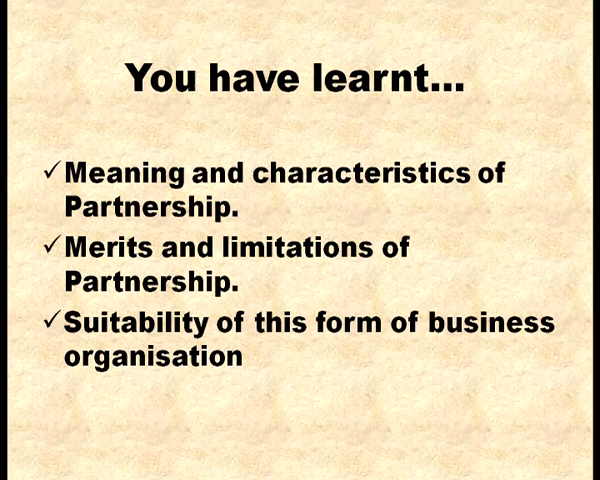 You have learnt...
✓Meaning and characteristics of
Partnership.
✓Merits and limitations of
Partnership.
✓Suitability of this form of business
organisation